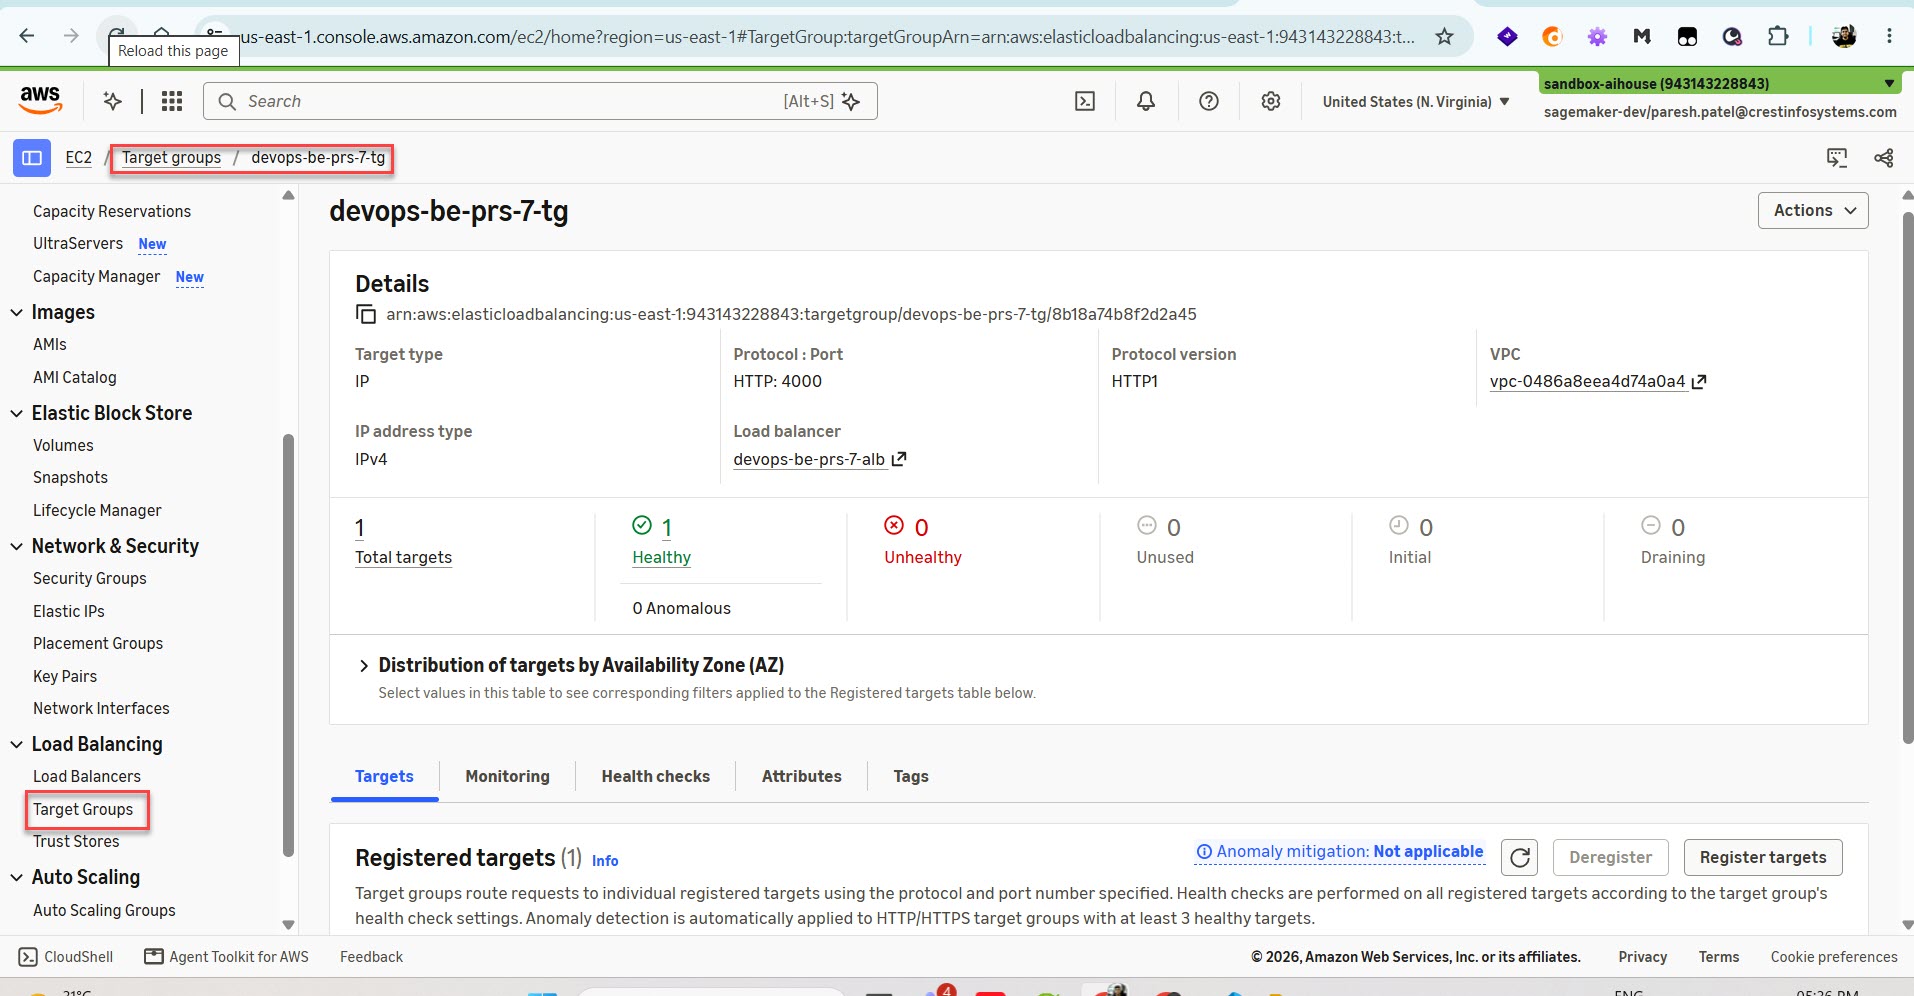 us-east-1.console.aws.amazon.com/ec2/home?region=us-east-1#TargetGroup:targetGroupArn=arn:aws:elasticloadbalancing:us-east-1:943143228843:t...
Reload this page
aws
Search
[Alt+S]
United States (N. Virginia)
sandbox-aihouse (943143228843)
sagemaker-dev/paresh.patel@crestinfosystems.com
EC2 / Target groups / devops-be-prs-7-tg
Capacity Reservations
UltraServers New
Capacity Manager New
Images
AMIs
AMI Catalog
Elastic Block Store
Volumes
Snapshots
Lifecycle Manager
Network & Security
Security Groups
Elastic IPs
Placement Groups
Key Pairs
Network Interfaces
Load Balancing
Load Balancers
Target Groups
Trust Stores
Auto Scaling
Auto Scaling Groups
devops-be-prs-7-tg
Actions
Details
arn:aws:elasticloadbalancing:us-east-1:943143228843:targetgroup/devops-be-prs-7-tg/8b18a74b8f2d2a45
Target type
IP
Protocol : Port
HTTP: 4000
Protocol version
HTTP1
VPC
vpc-0486a8eea4d74a0a4
IP address type
IPv4
Load balancer
devops-be-prs-7-alb
1
Total targets
1
Healthy
0 Anomalous
0
Unhealthy
0
Unused
0
Initial
0
Draining
Distribution of targets by Availability Zone (AZ)
Select values in this table to see corresponding filters applied to the Registered targets table below.
Targets
Monitoring
Health checks
Attributes
Tags
Registered targets (1) Info
Anomaly mitigation: Not applicable
Deregister
Register targets
Target groups route requests to individual registered targets using the protocol and port number specified. Health checks are performed on all registered targets according to the target group's
health check settings. Anomaly detection is automatically applied to HTTP/HTTPS target groups with at least 3 healthy targets.
CloudShell
Agent Toolkit for AWS
Feedback
© 2026, Amazon Web Services, Inc. or its affiliates.
Privacy
Terms
Cookie preferences
4